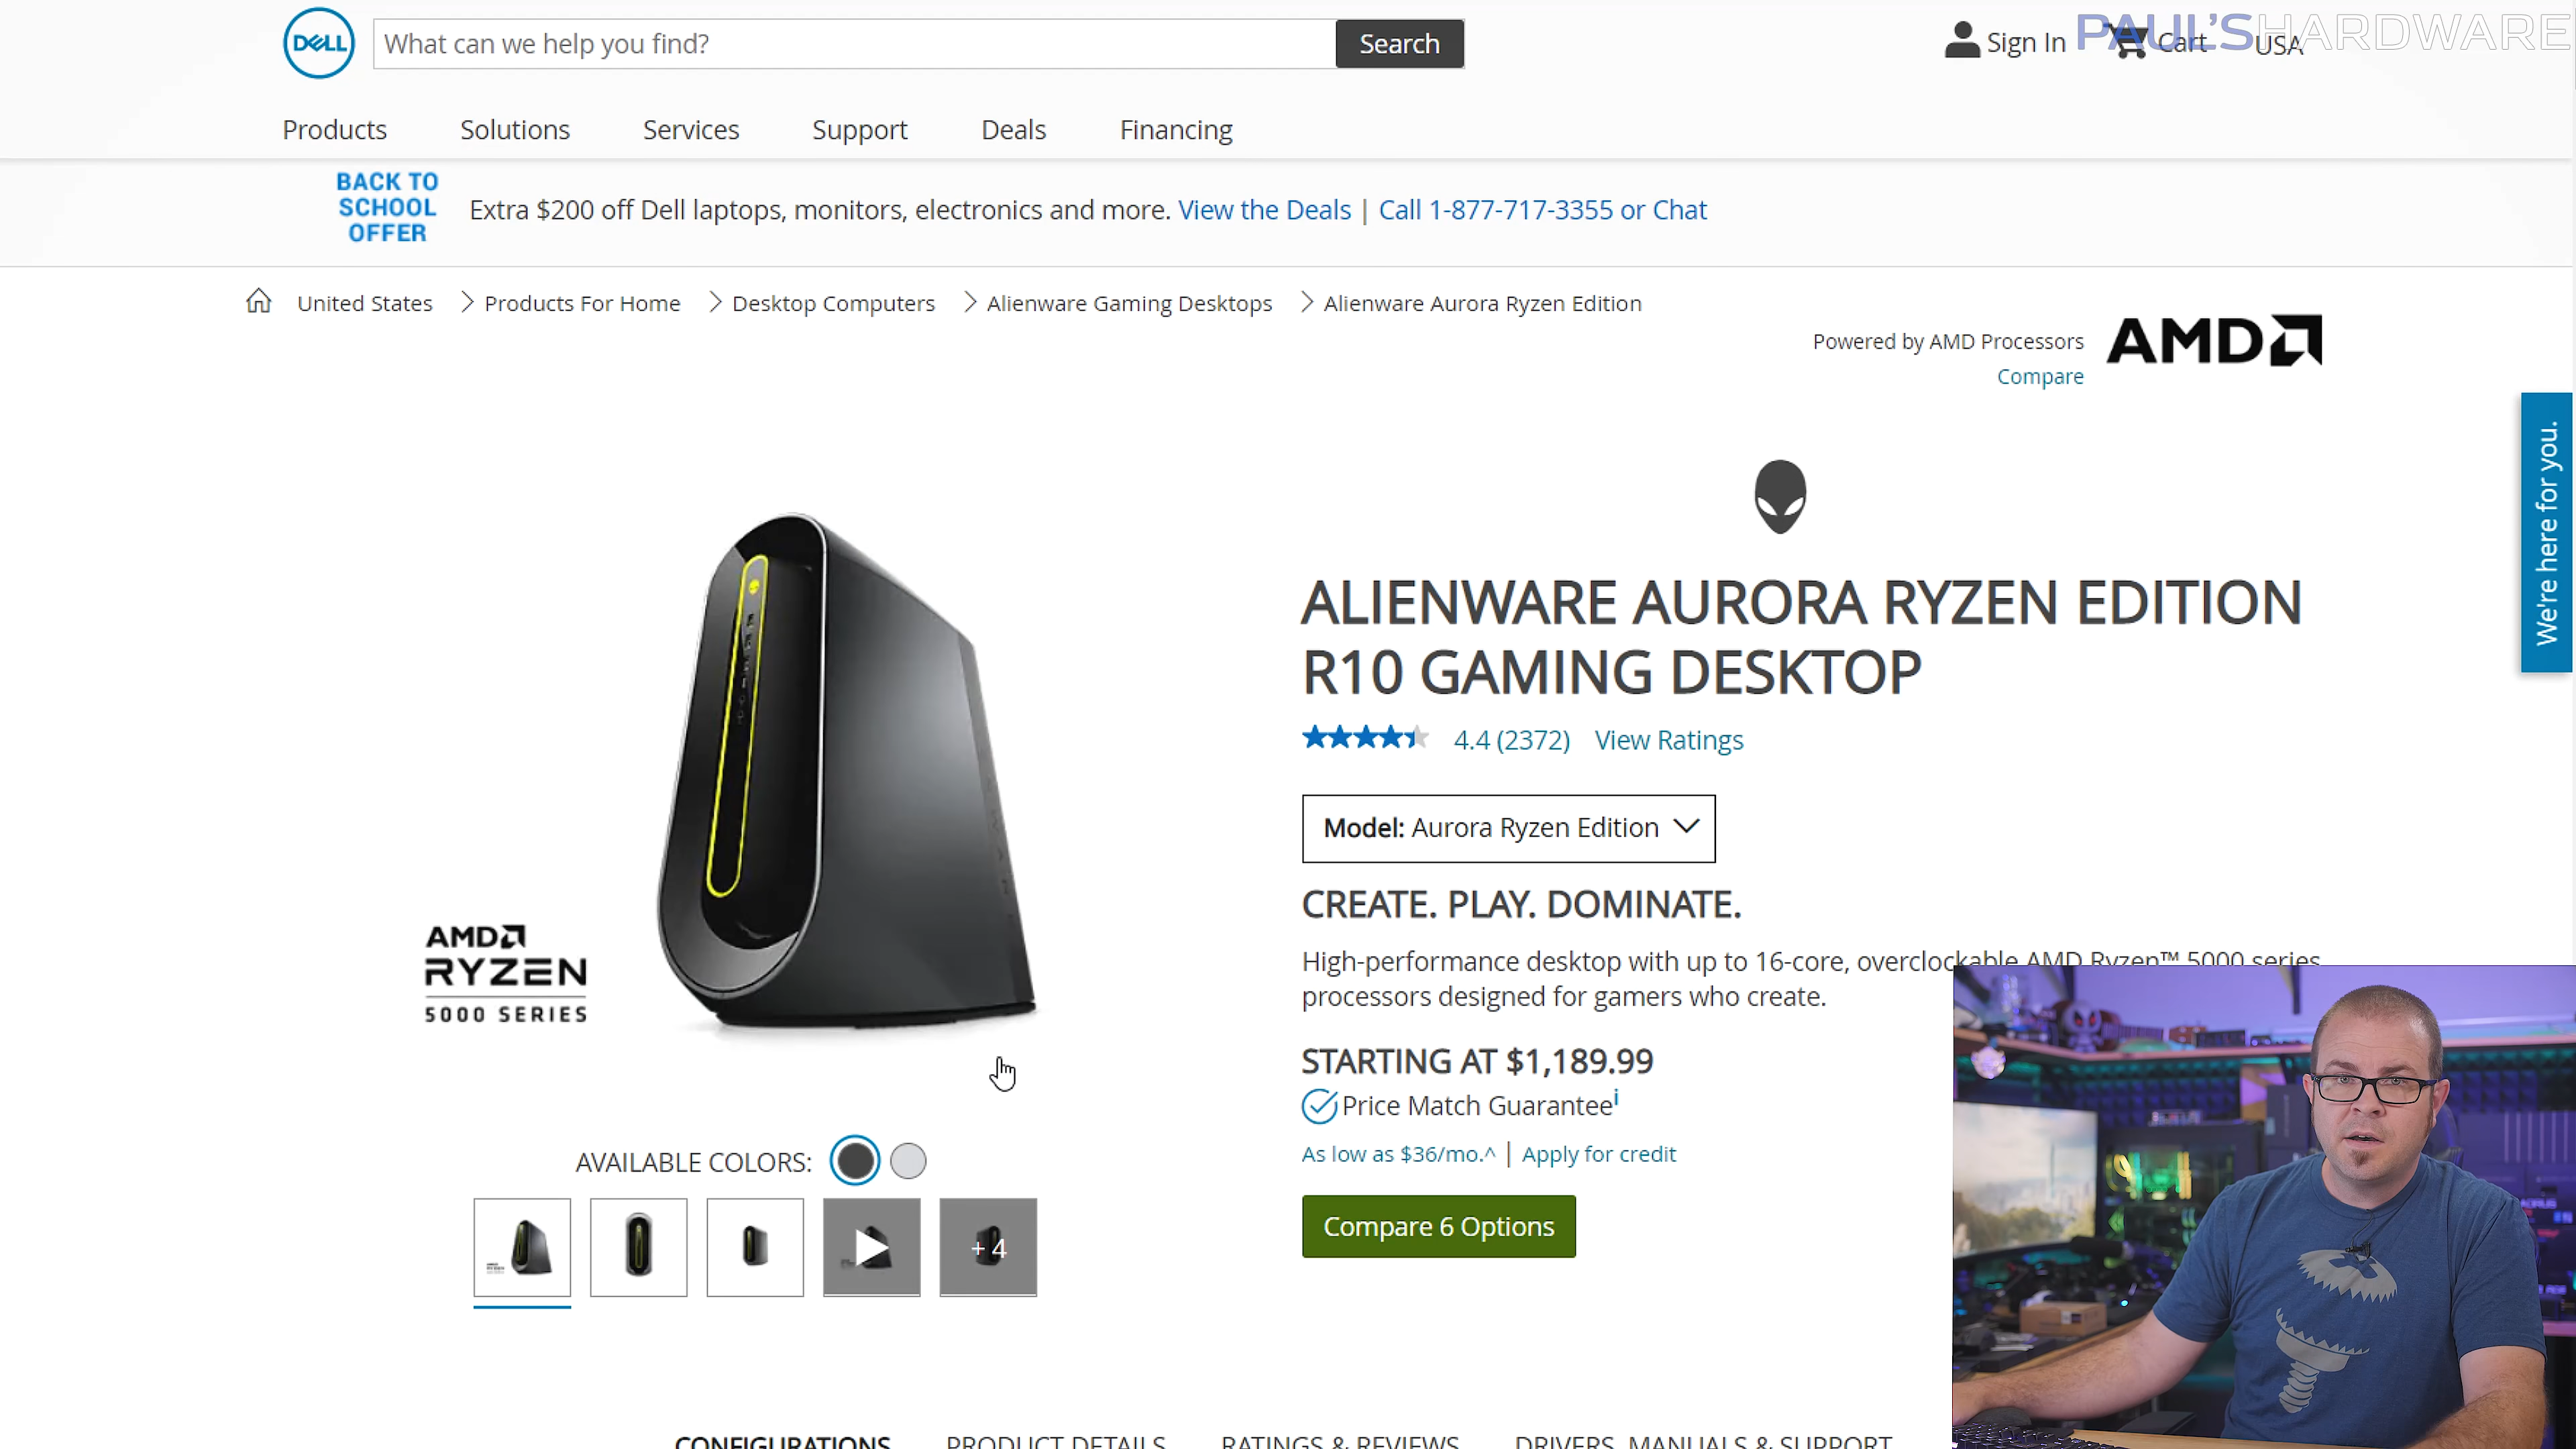 DELL
What can we help you find?
Search
Sign In
Cart
USA
PAUL'S HARDWARE
Products
Solutions
Services
Support
Deals
Financing
BACK TO
SCHOOL
OFFER
Extra $200 off Dell laptops, monitors, electronics and more. View the Deals | Call 1-877-717-3355 or Chat
United States > Products For Home > Desktop Computers > Alienware Gaming Desktops > Alienware Aurora Ryzen Edition
Powered by AMD Processors
Compare
AMD
We're here for you.
ALIENWARE AURORA RYZEN EDITION
R10 GAMING DESKTOP
4.4 (2372) View Ratings
Model: Aurora Ryzen Edition
CREATE. PLAY. DOMINATE.
High-performance desktop with up to 16-core, overclockable AMD Ryzen™ 5000 series
processors designed for gamers who create.
AMD
RYZEN
5000 SERIES
STARTING AT $1,189.99
Price Match Guarantee i
As low as $36/mo.^ | Apply for credit
AVAILABLE COLORS:
Compare 6 Options
+ 4
CONFIGURATIONS
PRODUCT DETAILS
RATINGS & REVIEWS
DRIVERS, MANUALS & SUPPORT